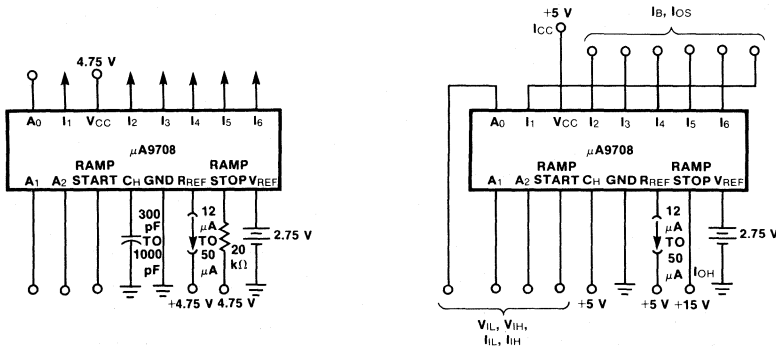 4.75 V
A0 I1 VCC I2 I3 I4 I5 I6
μA9708
RAMP RAMP
A1 A2 START CH GND RREF STOP VREF
300 pF TO 1000 pF
12 μA TO 50 μA
20 kΩ
2.75 V
+4.75 V 4.75 V
+5 V
ICC
IB, IOS
A0 I1 VCC I2 I3 I4 I5 I6
μA9708
RAMP RAMP
A1 A2 START CH GND RREF STOP VREF
12 μA TO 50 μA
2.75 V
IOH
+5 V +5 V +15 V
VIL, VIH,
IIL, IIH